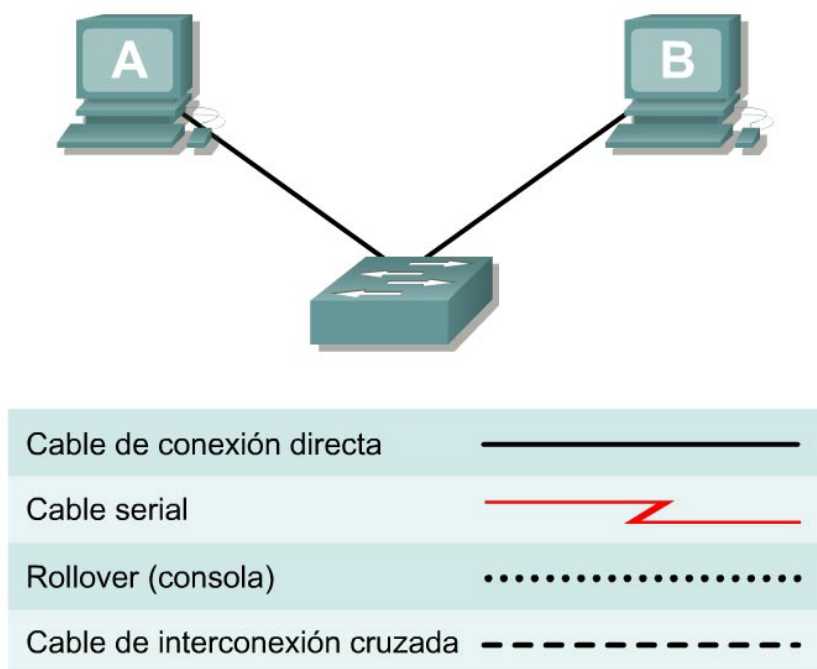 A
B
Cable de conexión directa
Cable serial
Rollover (consola)
Cable de interconexión cruzada